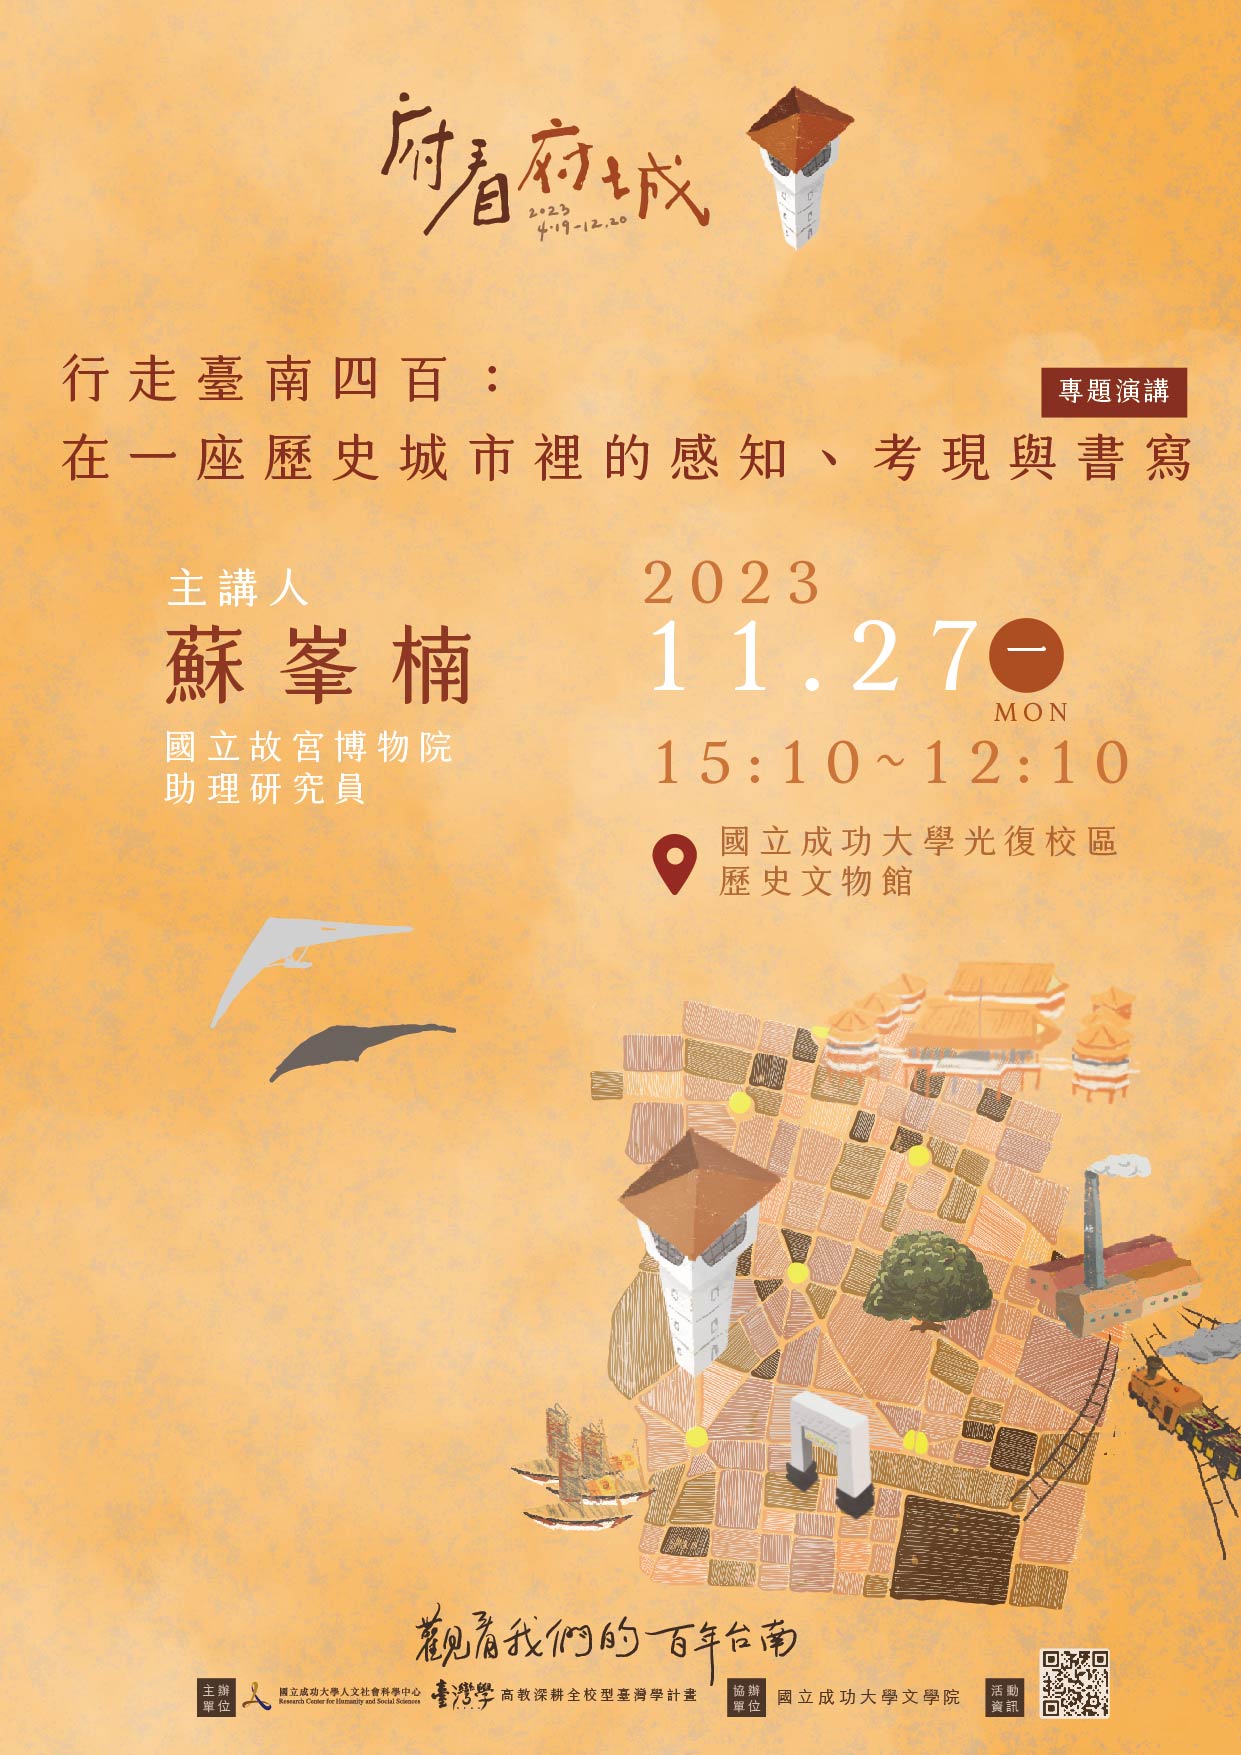 府看府城
2023
4.19-12.20
行走臺南四百：
專題演講
在一座歷史城市裡的感知、考現與書寫
主講人
蘇峯楠
國立故宮博物院
助理研究員
2023
11.27
一
MON
15:10~12:10
國立成功大學光復校區
歷史文物館
觀看我們的百年台南
主辦單位
國立成功大學人文社會科學中心
Research Center for Humanity and Social Sciences
臺灣學
高教深耕全校型臺灣學計畫
協辦單位
國立成功大學文學院
活動資訊